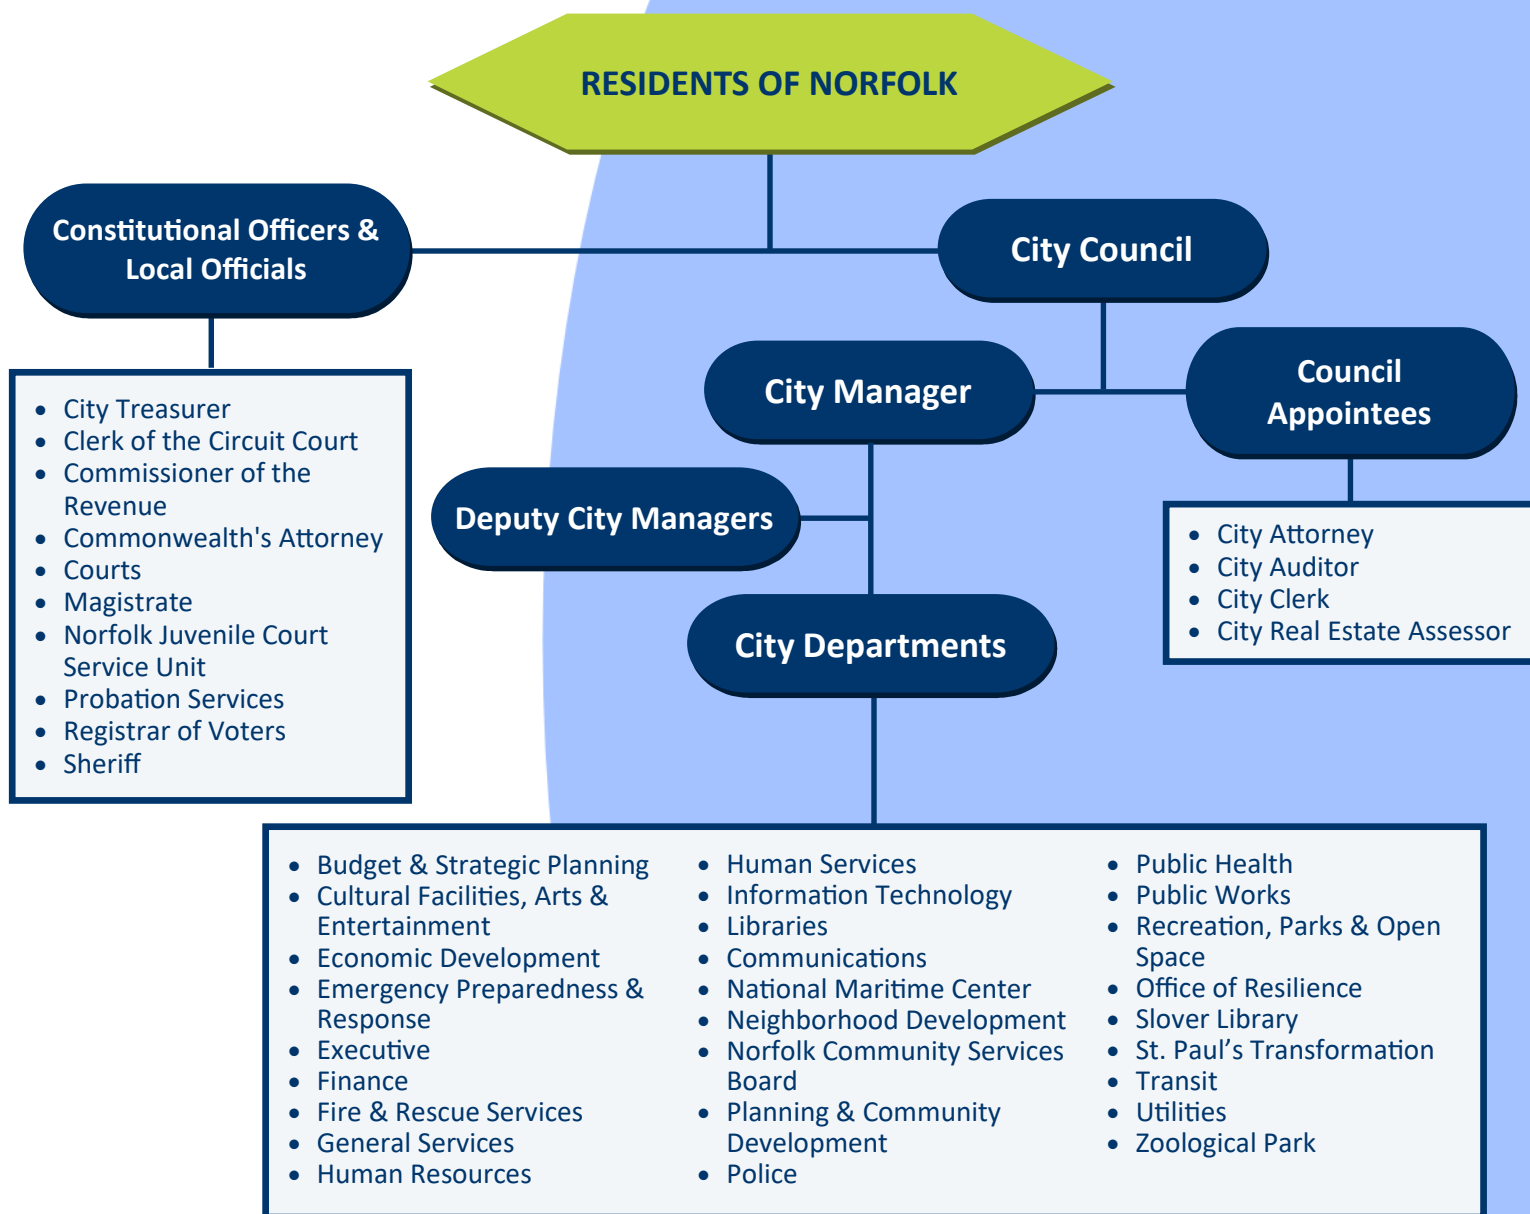 RESIDENTS OF NORFOLK
Constitutional Officers &
Local Officials
City Council
City Manager
Council
Appointees
Deputy City Managers
City Departments
• City Treasurer
• Clerk of the Circuit Court
• Commissioner of the
Revenue
• Commonwealth's Attorney
• Courts
• Magistrate
• Norfolk Juvenile Court
Service Unit
• Probation Services
• Registrar of Voters
• Sheriff
• City Attorney
• City Auditor
• City Clerk
• City Real Estate Assessor
• Budget & Strategic Planning
• Cultural Facilities, Arts &
Entertainment
• Economic Development
• Emergency Preparedness &
Response
• Executive
• Finance
• Fire & Rescue Services
• General Services
• Human Resources
• Human Services
• Information Technology
• Libraries
• Communications
• National Maritime Center
• Neighborhood Development
• Norfolk Community Services
Board
• Planning & Community
Development
• Police
• Public Health
• Public Works
• Recreation, Parks & Open
Space
• Office of Resilience
• Slover Library
• St. Paul’s Transformation
• Transit
• Utilities
• Zoological Park